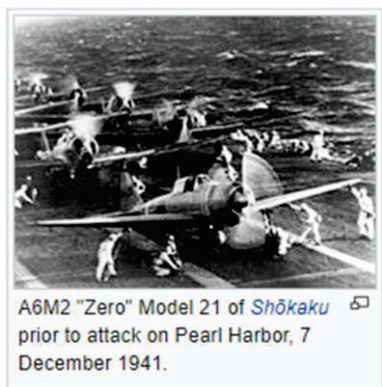 A6M2 "Zero" Model 21 of Shōkaku
prior to attack on Pearl Harbor, 7
December 1941.